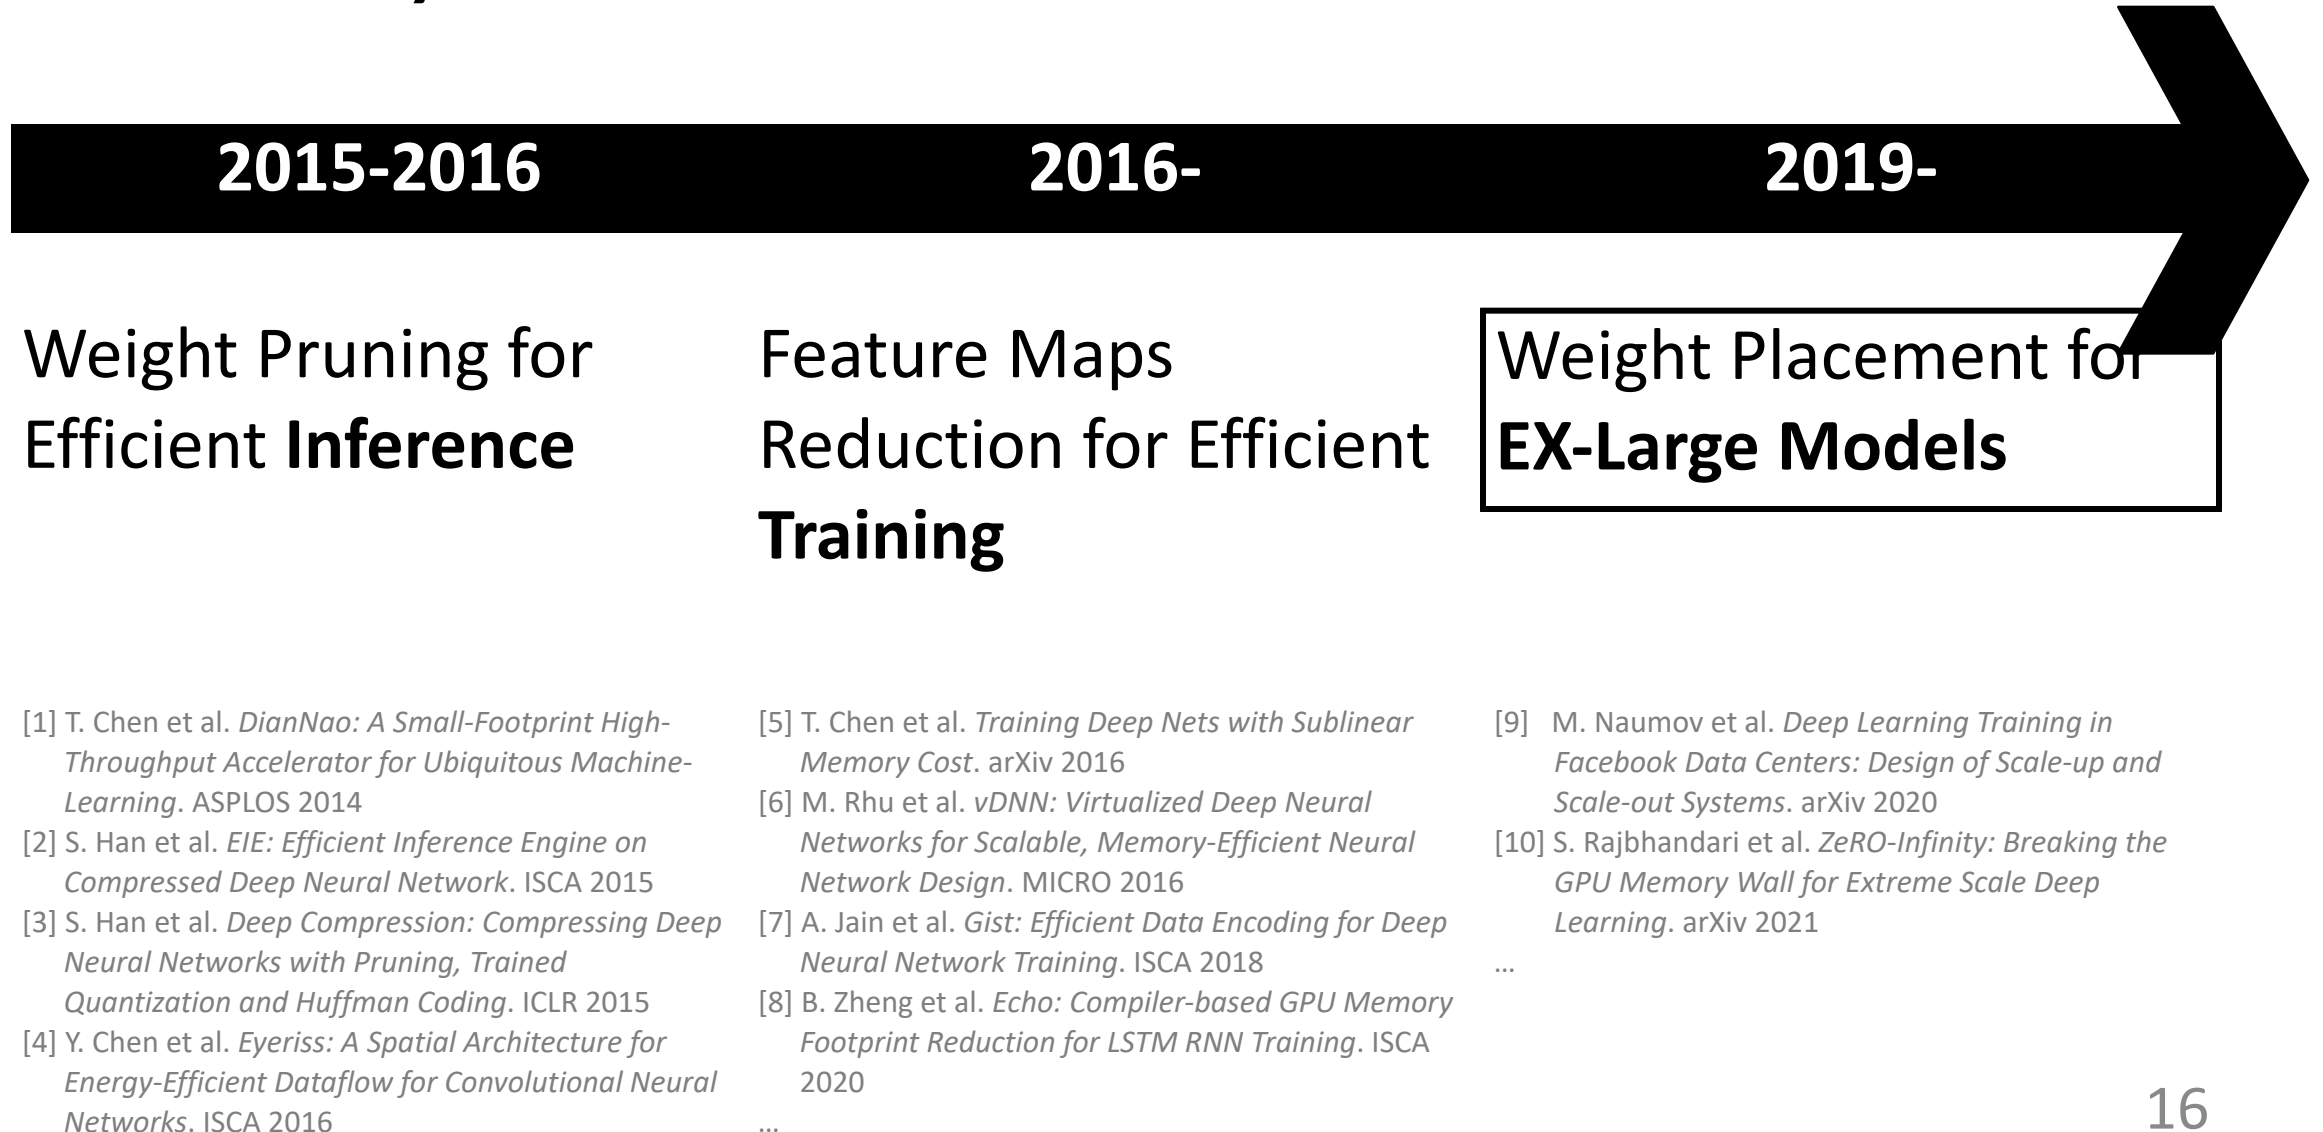 2015-2016
2016-
2019-
Weight Pruning for
Efficient Inference
Feature Maps
Reduction for Efficient
Training
Weight Placement for
EX-Large Models
[1] T. Chen et al. DianNao: A Small-Footprint High-
Throughput Accelerator for Ubiquitous Machine-
Learning. ASPLOS 2014
[2] S. Han et al. EIE: Efficient Inference Engine on
Compressed Deep Neural Network. ISCA 2015
[3] S. Han et al. Deep Compression: Compressing Deep
Neural Networks with Pruning, Trained
Quantization and Huffman Coding. ICLR 2015
[4] Y. Chen et al. Eyeriss: A Spatial Architecture for
Energy-Efficient Dataflow for Convolutional Neural
Networks. ISCA 2016
[5] T. Chen et al. Training Deep Nets with Sublinear
Memory Cost. arXiv 2016
[6] M. Rhu et al. vDNN: Virtualized Deep Neural
Networks for Scalable, Memory-Efficient Neural
Network Design. MICRO 2016
[7] A. Jain et al. Gist: Efficient Data Encoding for Deep
Neural Network Training. ISCA 2018
[8] B. Zheng et al. Echo: Compiler-based GPU Memory
Footprint Reduction for LSTM RNN Training. ISCA
2020
...
[9] M. Naumov et al. Deep Learning Training in
Facebook Data Centers: Design of Scale-up and
Scale-out Systems. arXiv 2020
[10] S. Rajbhandari et al. ZeRO-Infinity: Breaking the
GPU Memory Wall for Extreme Scale Deep
Learning. arXiv 2021
...
16